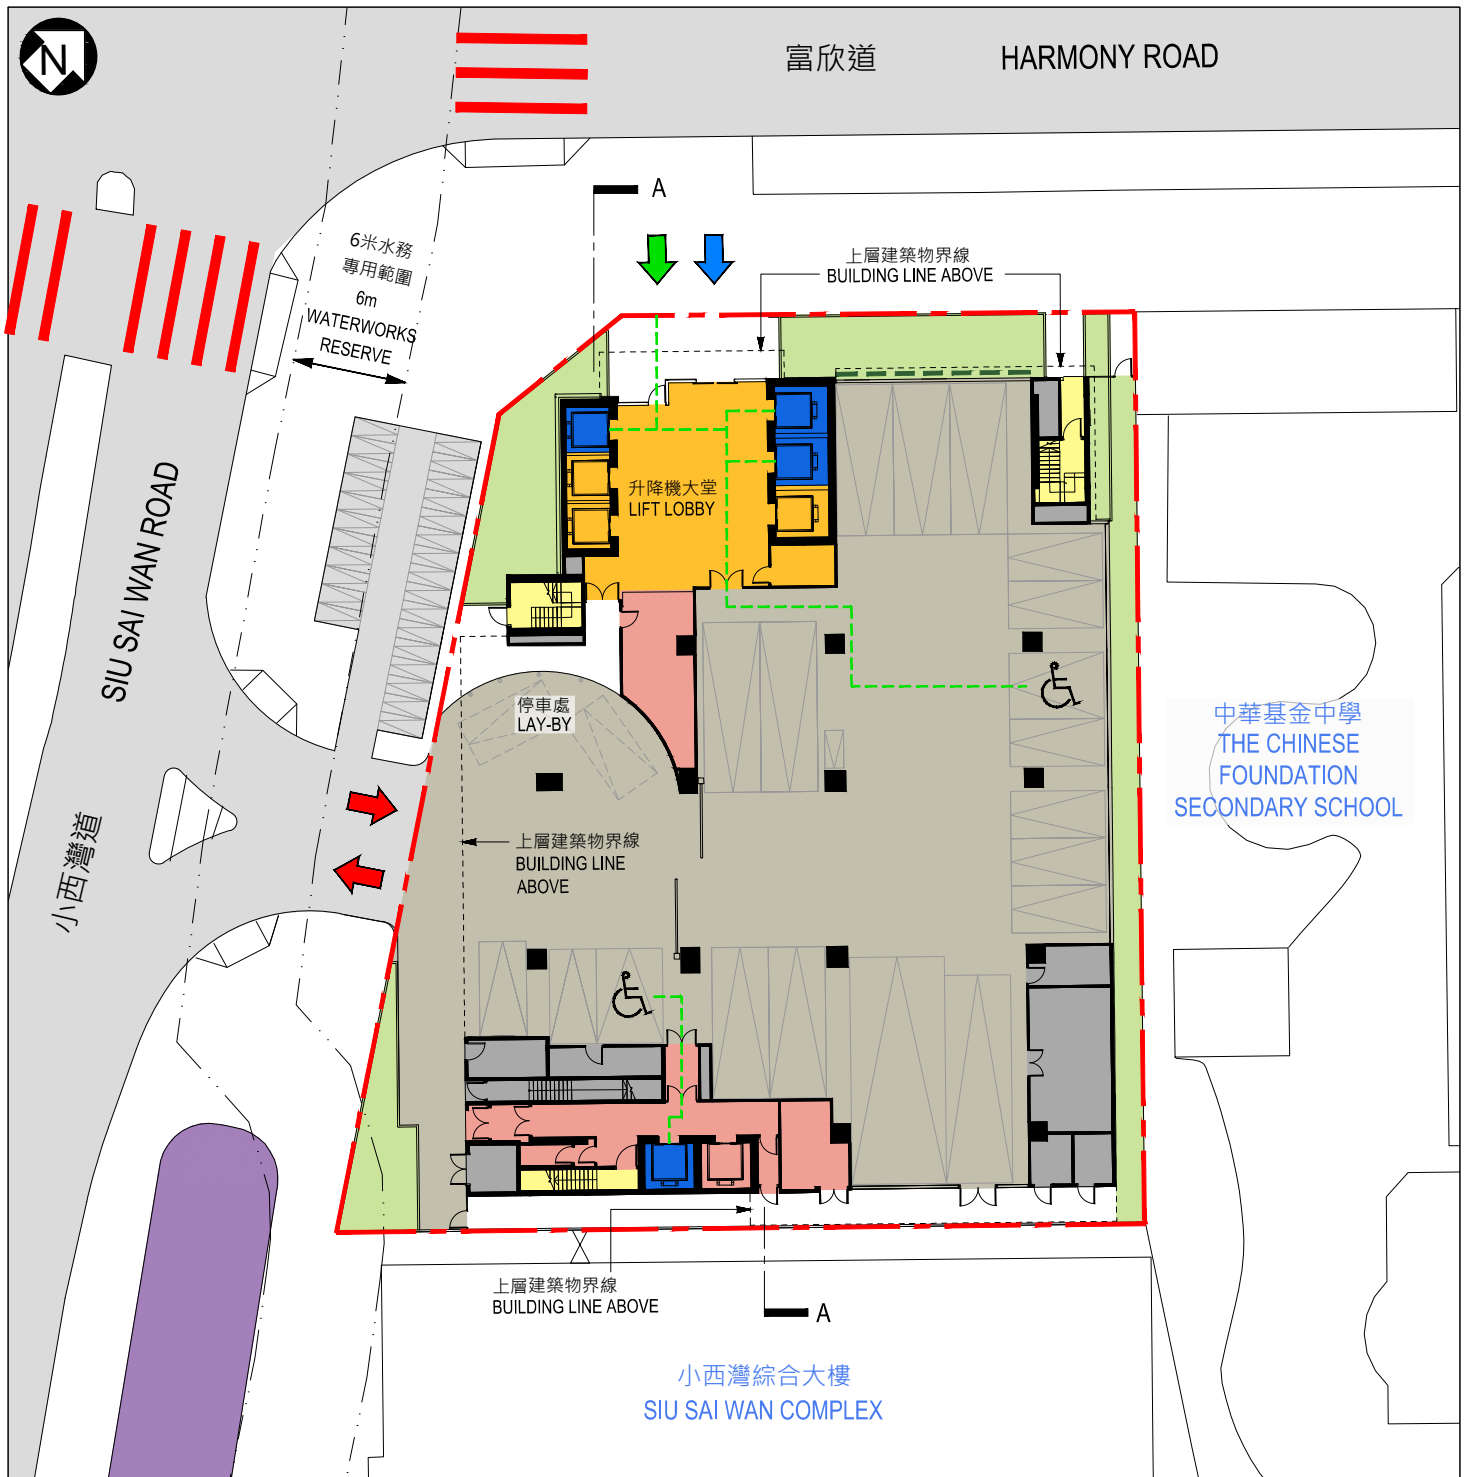 N
富欣道 HARMONY ROAD
A
6米水務
專用範圍
6m
WATERWORKS
RESERVE
上層建築物界線
BUILDING LINE ABOVE
升降機大堂
LIFT LOBBY
SIU SAI WAN ROAD
小西灣道
停車處
LAY-BY
中華基金中學
THE CHINESE
FOUNDATION
SECONDARY SCHOOL
上層建築物界線
BUILDING LINE
ABOVE
上層建築物界線
BUILDING LINE ABOVE
A
小西灣綜合大樓
SIU SAI WAN COMPLEX